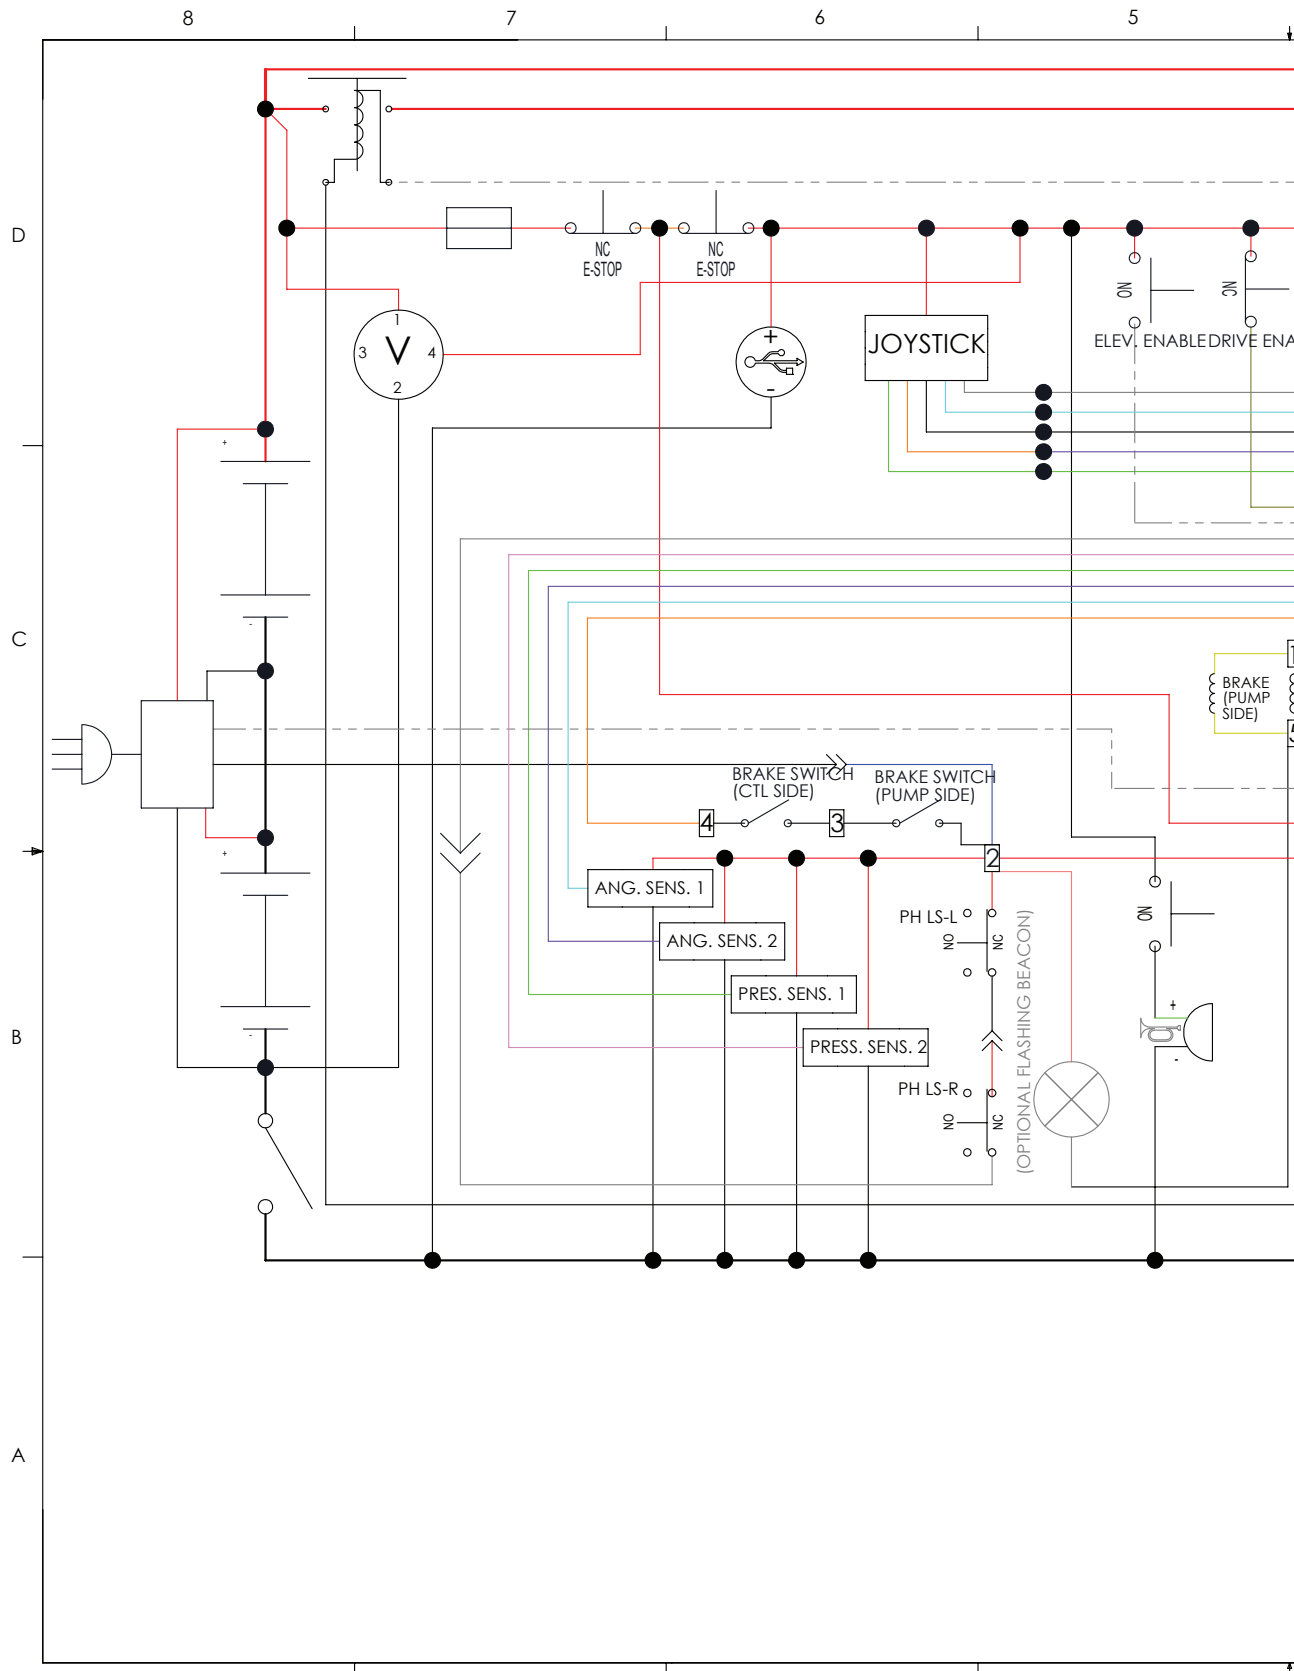 8 7 6 5
D
NC
E-STOP
NC
E-STOP
NO
NC
1
3 V 4
2
+
-
JOYSTICK
ELEV. ENABLE DRIVE ENA
+
-
C
1
BRAKE
(PUMP
SIDE)
5
BRAKE SWITCH
(CTL SIDE)
BRAKE SWITCH
(PUMP SIDE)
4
3
2
+
-
ANG. SENS. 1
ANG. SENS. 2
PRES. SENS. 1
PRESS. SENS. 2
PH LS-L
NO
NC
PH LS-R
NO
NC
(OPTIONAL FLASHING BEACON)
NO
+
-
B
A